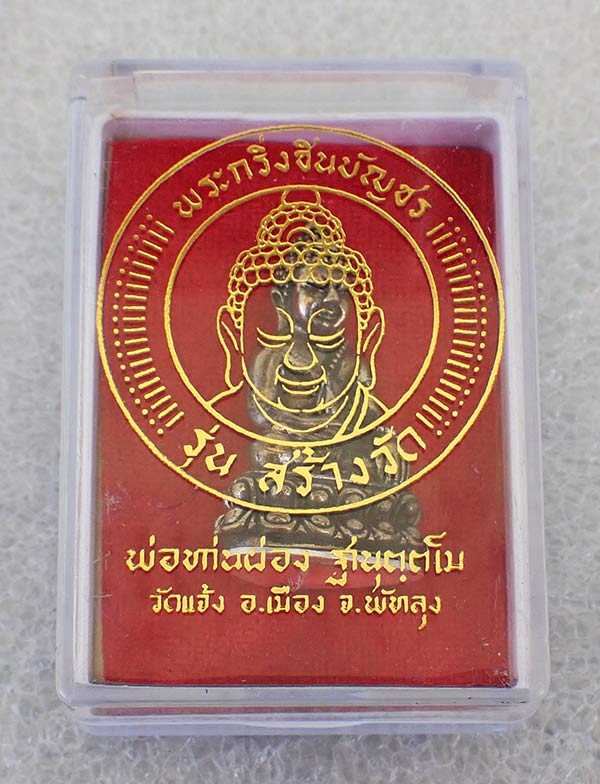 พระกริ่งชินบัญชร
รุ่น สร้างวัด
พ่อท่านผ่อง ฐานุตฺตโม
วัดแจ้ง อ.เมือง จ.พัทลุง